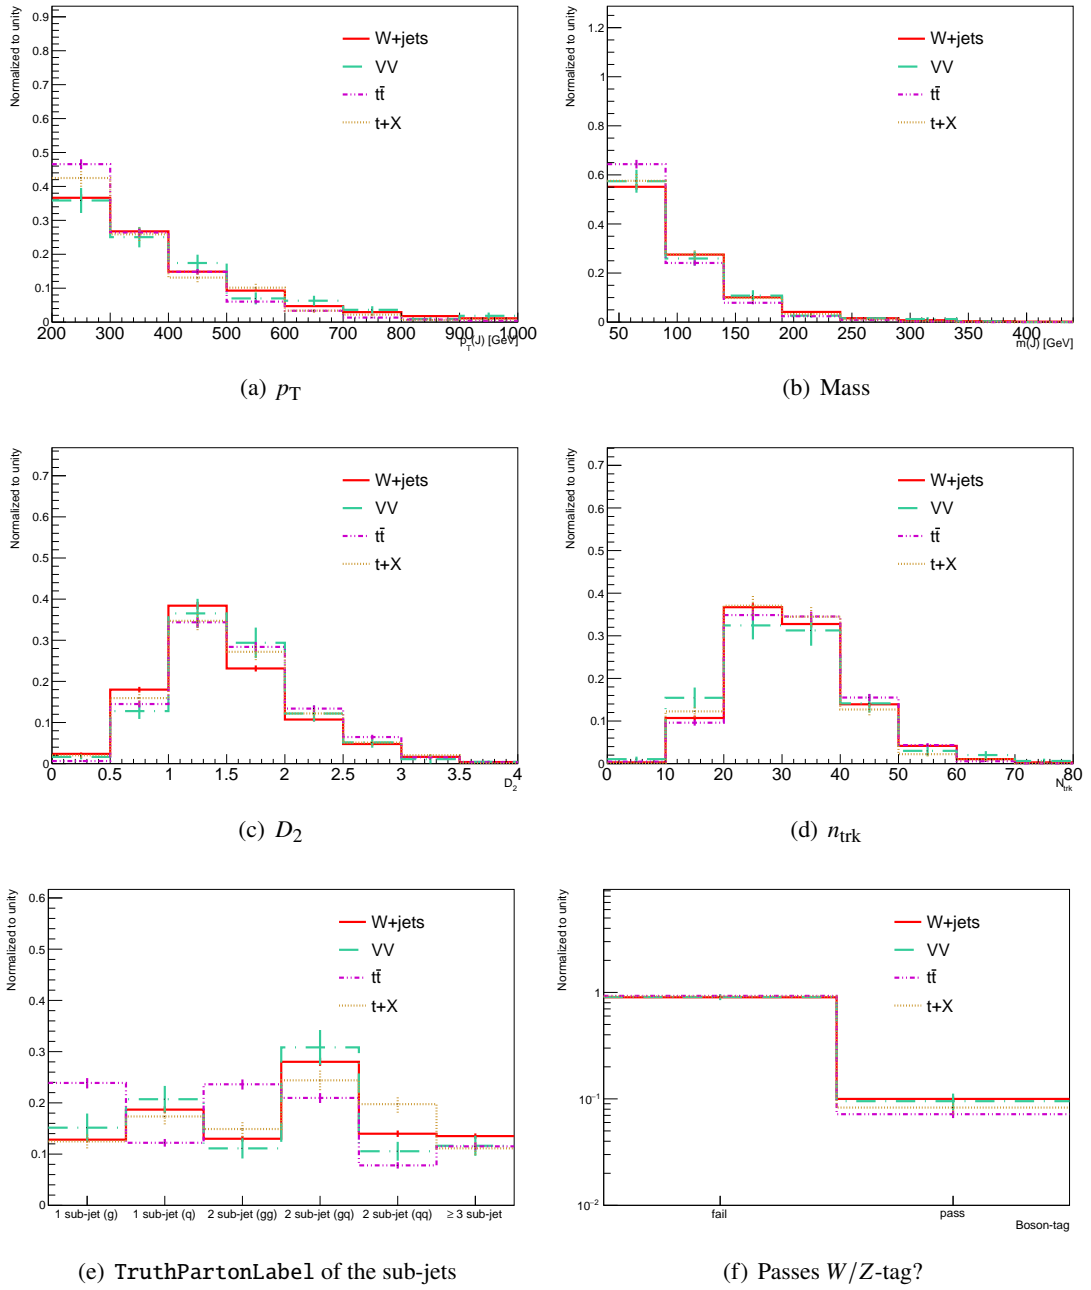 Normalized to unity
0.9
0.8
0.7
0.6
0.5
0.4
0.3
0.2
0.1
0
W+jets
VV
tt̄
t+X
200 300 400 500 600 700 800 900 1000
p_T(J) [GeV]
(a) p_T
Normalized to unity
1.2
1
0.8
0.6
0.4
0.2
0
W+jets
VV
tt̄
t+X
50 100 150 200 250 300 350 400
m(J) [GeV]
(b) Mass
Normalized to unity
0.7
0.6
0.5
0.4
0.3
0.2
0.1
0
W+jets
VV
tt̄
t+X
0 0.5 1 1.5 2 2.5 3 3.5 4
D_2
(c) D_2
Normalized to unity
0.7
0.6
0.5
0.4
0.3
0.2
0.1
0
W+jets
VV
tt̄
t+X
0 10 20 30 40 50 60 70 80
N_trk
(d) n_trk
Normalized to unity
0.6
0.5
0.4
0.3
0.2
0.1
0
W+jets
VV
tt̄
t+X
1 sub-jet (g) 1 sub-jet (q) 2 sub-jet (gg) 2 sub-jet (gq) 2 sub-jet (qq) ≥ 3 sub-jet
(e) TruthPartonLabel of the sub-jets
Normalized to unity
1
10⁻¹
10⁻²
W+jets
VV
tt̄
t+X
fail pass
Boson-tag
(f) Passes W/Z-tag?